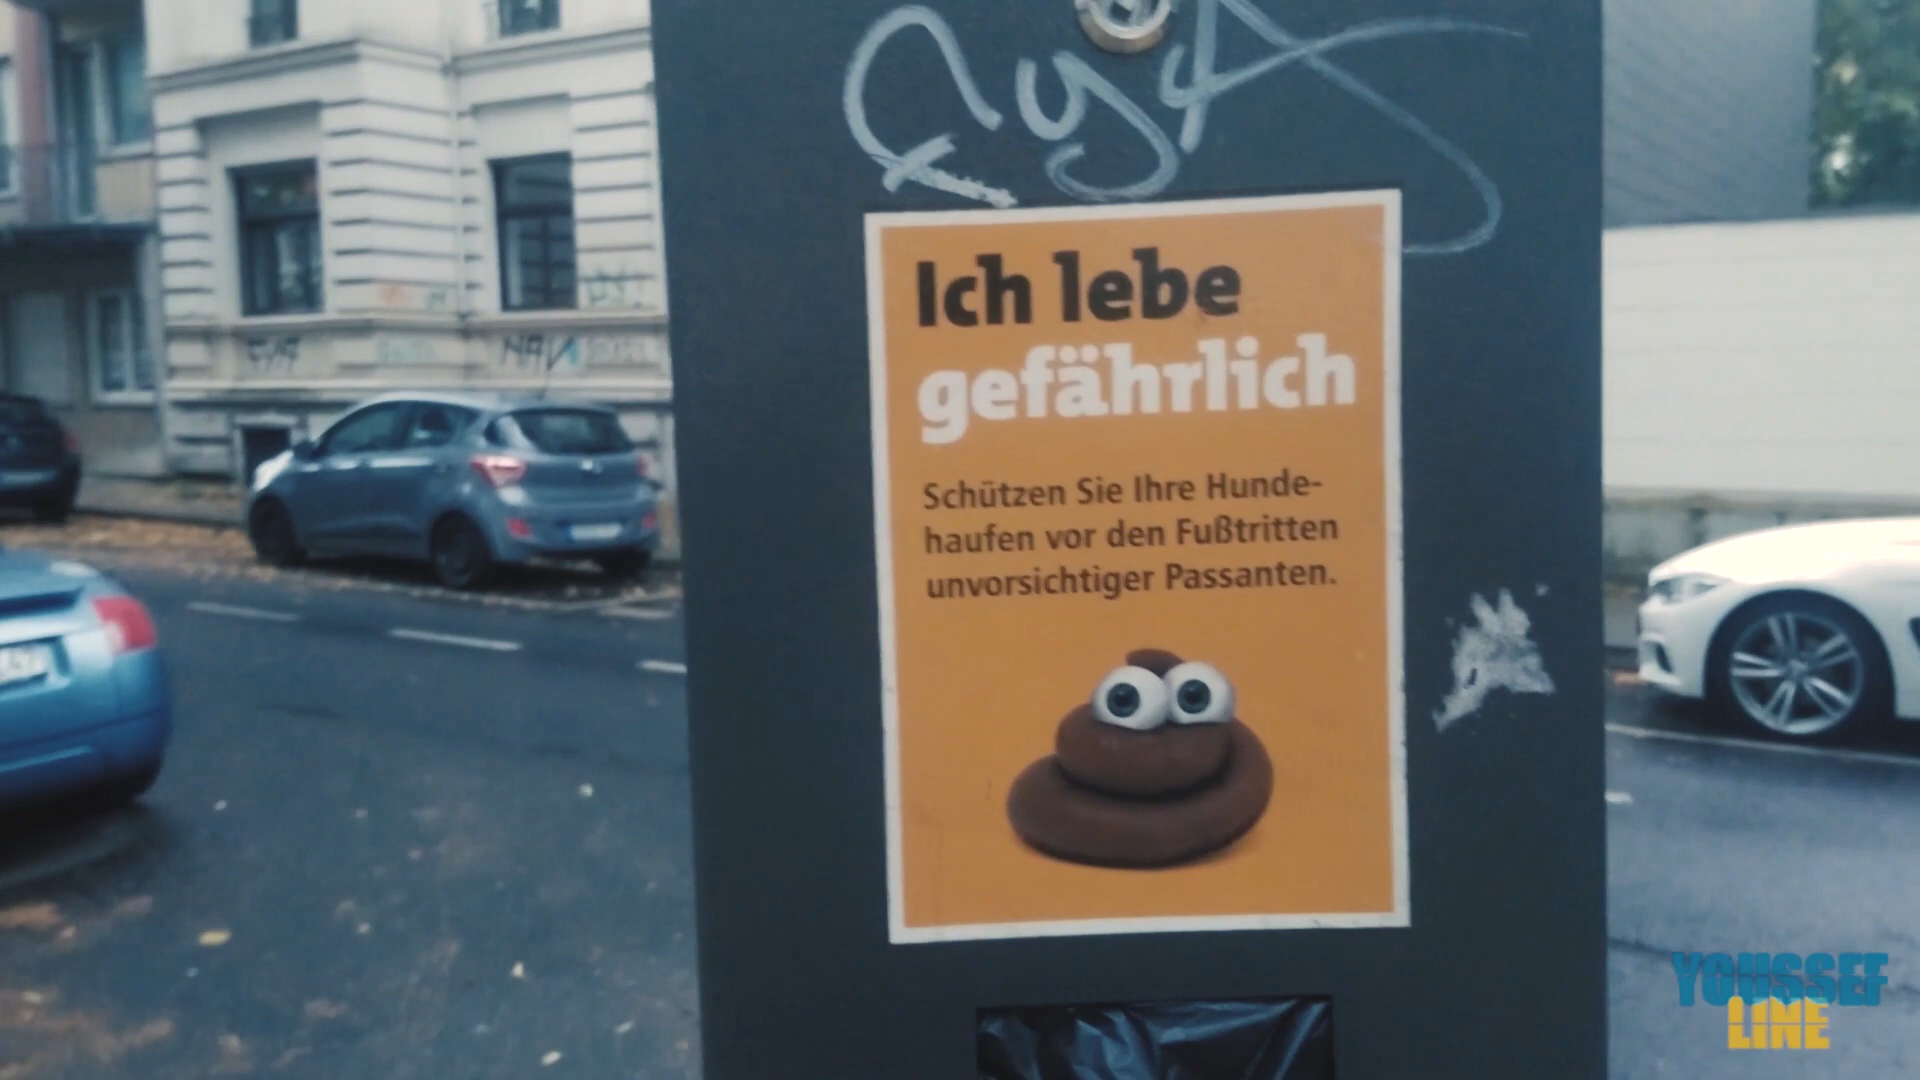 Ich lebe
gefährlich
Schützen Sie Ihre Hunde-
haufen vor den Fußtritten
unvorsichtiger Passanten.
YOUSSEF
LINE